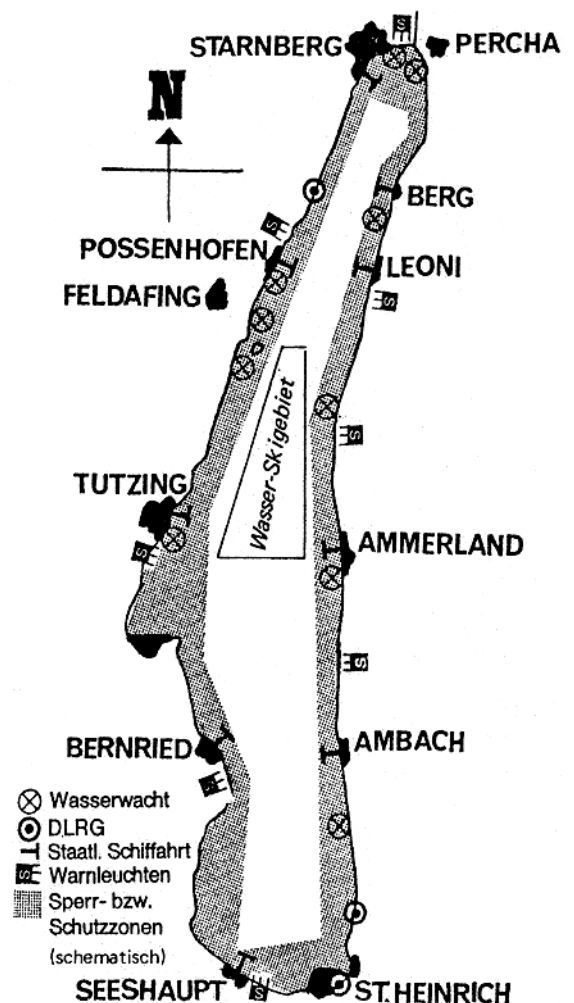 STARNBERG
PERCHA
N
BERG
POSSENHOFEN
LEONI
FELDAFING
Wasser-Skigebiet
TUTZING
AMMERLAND
BERNRIED
AMBACH
Wasserwacht
DLRG
Staatl. Schiffahrt
Warnleuchten
Sperr- bzw.
Schutzzonen
(schematisch)
SEESHAUPT
ST. HEINRICH